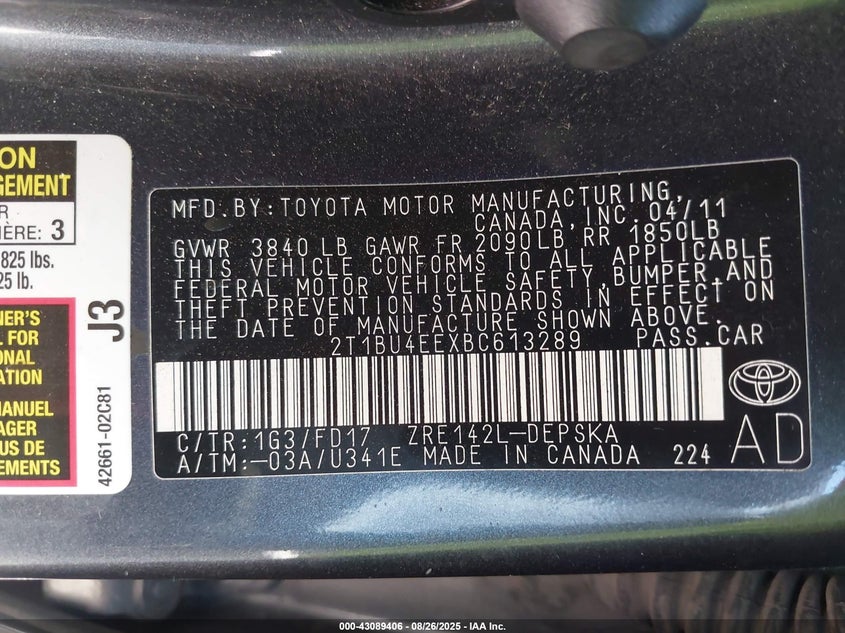 ON
GEMENT
R
IÈRE: 3
825 lbs.
25 lb.
NER'S
FOR
ONAL
ATION
MANUEL
AGER
US DE
EMENTS
J3
42661-02C81
MFD.BY:TOYOTA MOTOR MANUFACTURING,
CANADA,INC.04/11
GVWR 3840 LB GAWR FR 2090LB RR 1850LB
THIS VEHICLE CONFORMS TO ALL APPLICABLE
FEDERAL MOTOR VEHICLE SAFETY,BUMPER,AND
THEFT PREVENTION STANDARDS IN EFFECT ON
THE DATE OF MANUFACTURE SHOWN ABOVE.
2T1BU4EEXBC613289 PASS.CAR
C/TR:1G3/FD17 ZRE142L-DEPSKA
A/TM:-03A/U341E MADE IN CANADA 224
AD
000-43089406 - 08/26/2025 - IAA Inc.